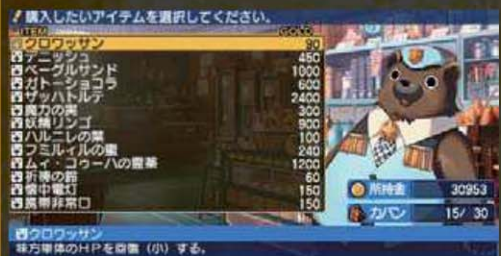 購入したいアイテムを選択してください。
ITEM GOLD
クロワッサン 90
デニッシュ 450
ベーグルサンド 1000
ガトーショコラ 600
ザッハトルテ 2400
魔力の実 300
妖精リンゴ 900
ハルニレの葉 100
フミルィルの蜜 240
ムィ・コゥーハの霊薬 1200
祈祷の鈴 60
懐中電灯 150
携帯非常口 150
所持金 30953
カバン 15/ 30
クロワッサン
味方単体のHPを回復（小）する。